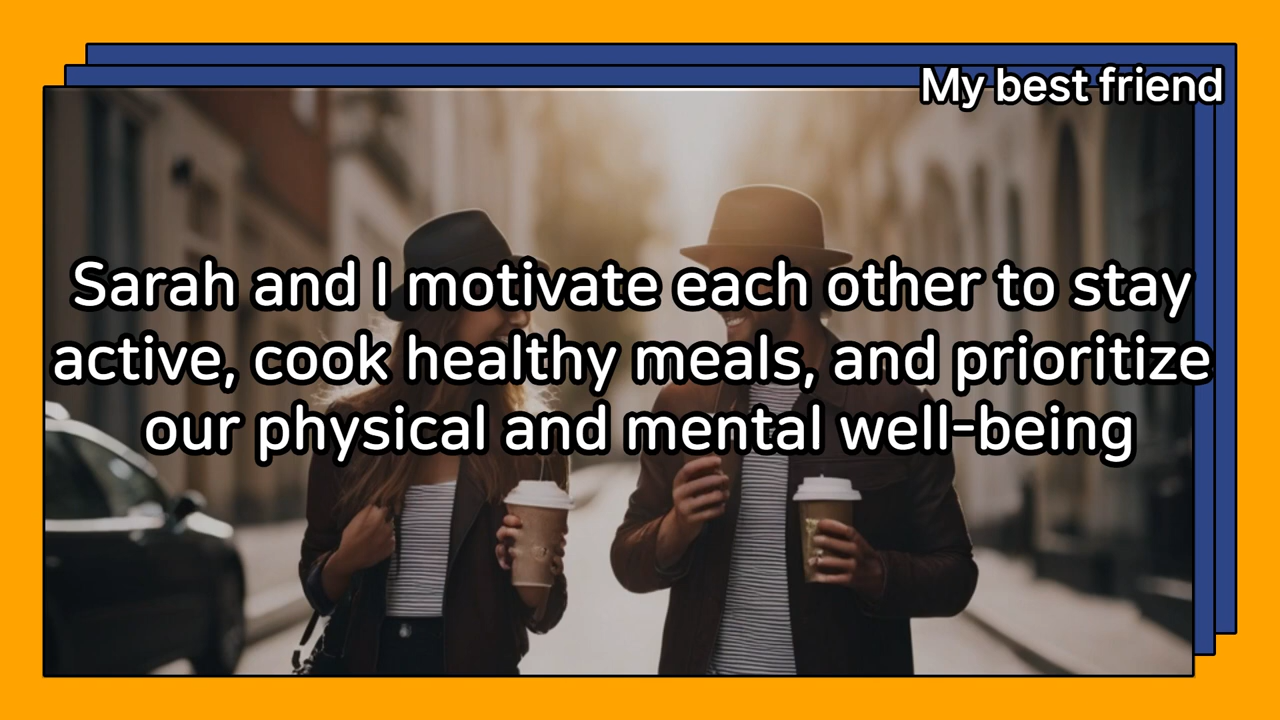 My best friend
Sarah and I motivate each other to stay
active, cook healthy meals, and prioritize
our physical and mental well-being